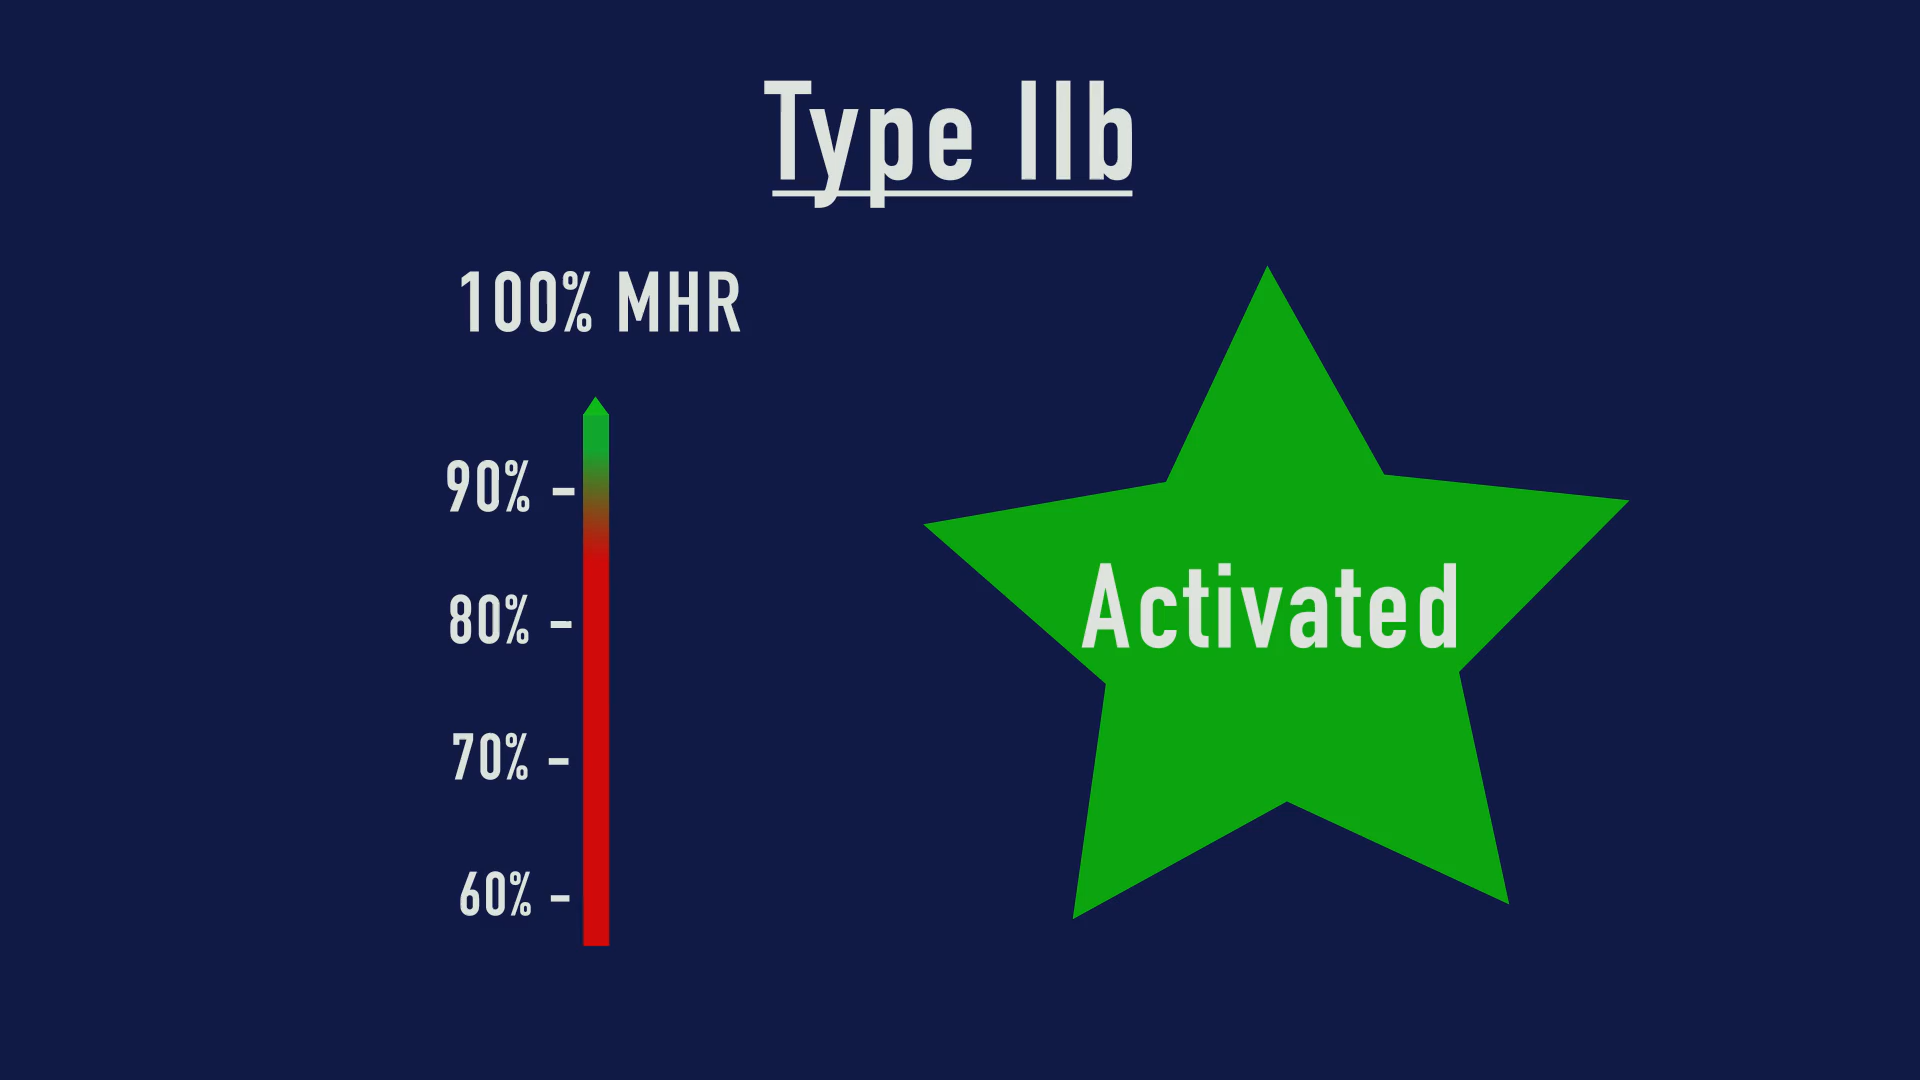 Type IIb
100% MHR
90% -
80% -
70% -
60% -
Activated